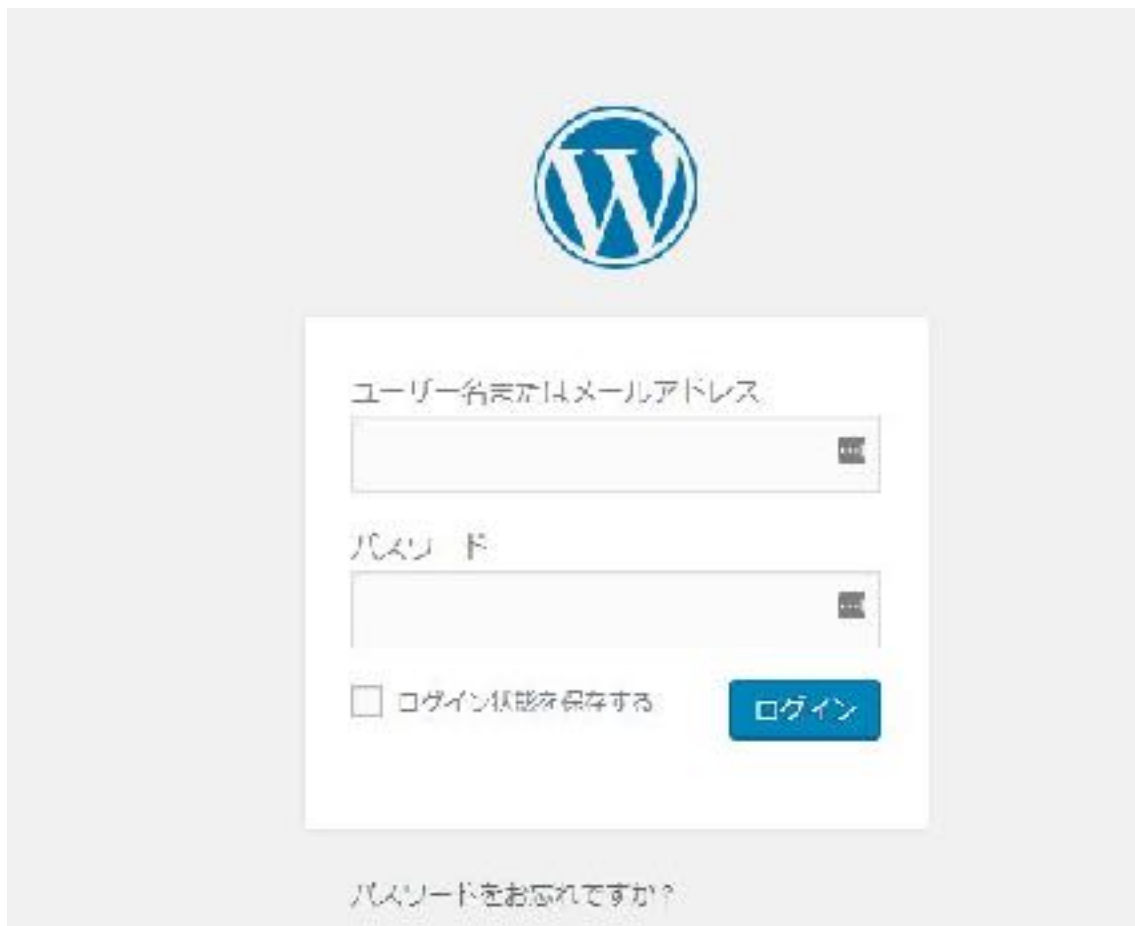 ユーザー名またはメールアドレス
パスワード
ログイン状態を保存する
ログイン
パスワードをお忘れですか?